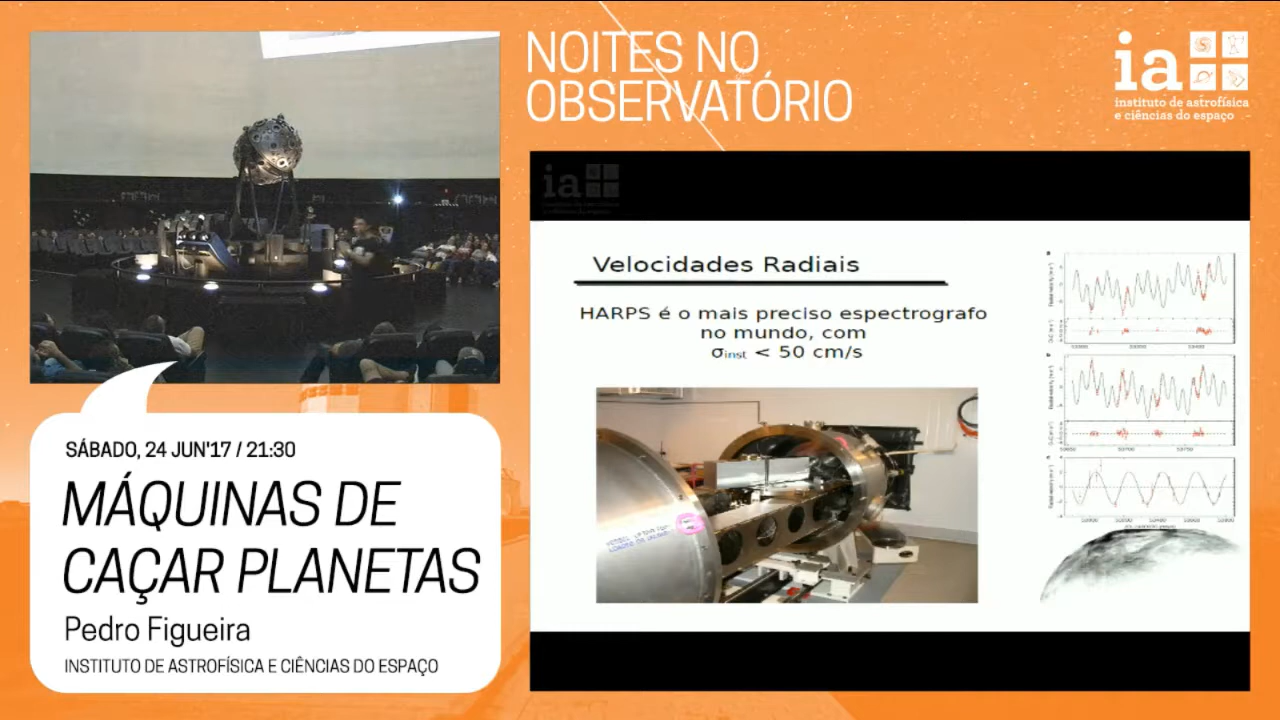 NOITES NO
OBSERVATÓRIO
ia
instituto de astrofísica
e ciências do espaço
ia
Velocidades Radiais
HARPS é o mais preciso espectrografo
no mundo, com
σinst < 50 cm/s
SÁBADO, 24 JUN'17 / 21:30
MÁQUINAS DE
CAÇAR PLANETAS
Pedro Figueira
INSTITUTO DE ASTROFÍSICA E CIÊNCIAS DO ESPAÇO